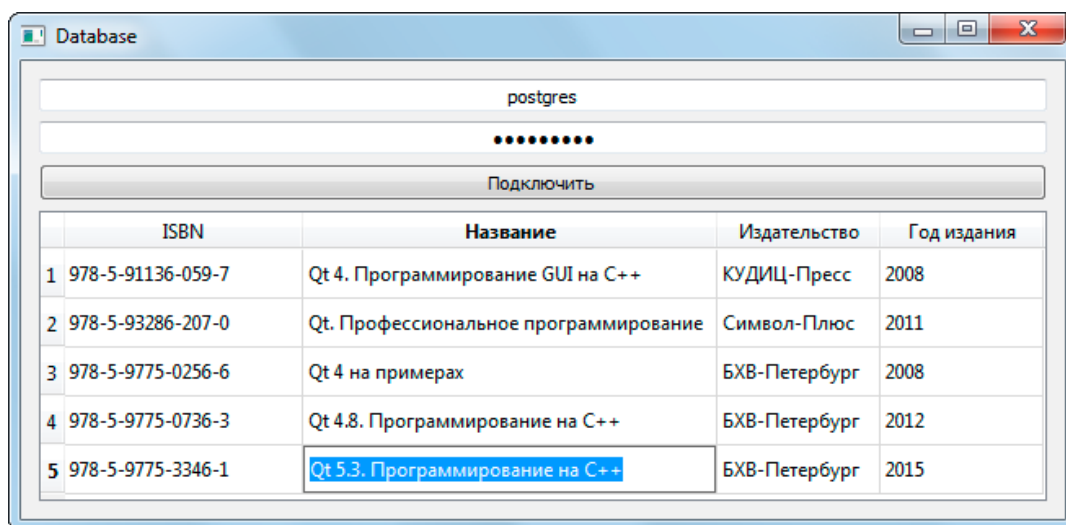 Database
postgres
●●●●●●●●●
Подключить
ISBN Название Издательство Год издания
1 978-5-91136-059-7 Qt 4. Программирование GUI на C++ КУДИЦ-Пресс 2008
2 978-5-93286-207-0 Qt. Профессиональное программирование Символ-Плюс 2011
3 978-5-9775-0256-6 Qt 4 на примерах БХВ-Петербург 2008
4 978-5-9775-0736-3 Qt 4.8. Программирование на C++ БХВ-Петербург 2012
5 978-5-9775-3346-1 Qt 5.3. Программирование на C++ БХВ-Петербург 2015